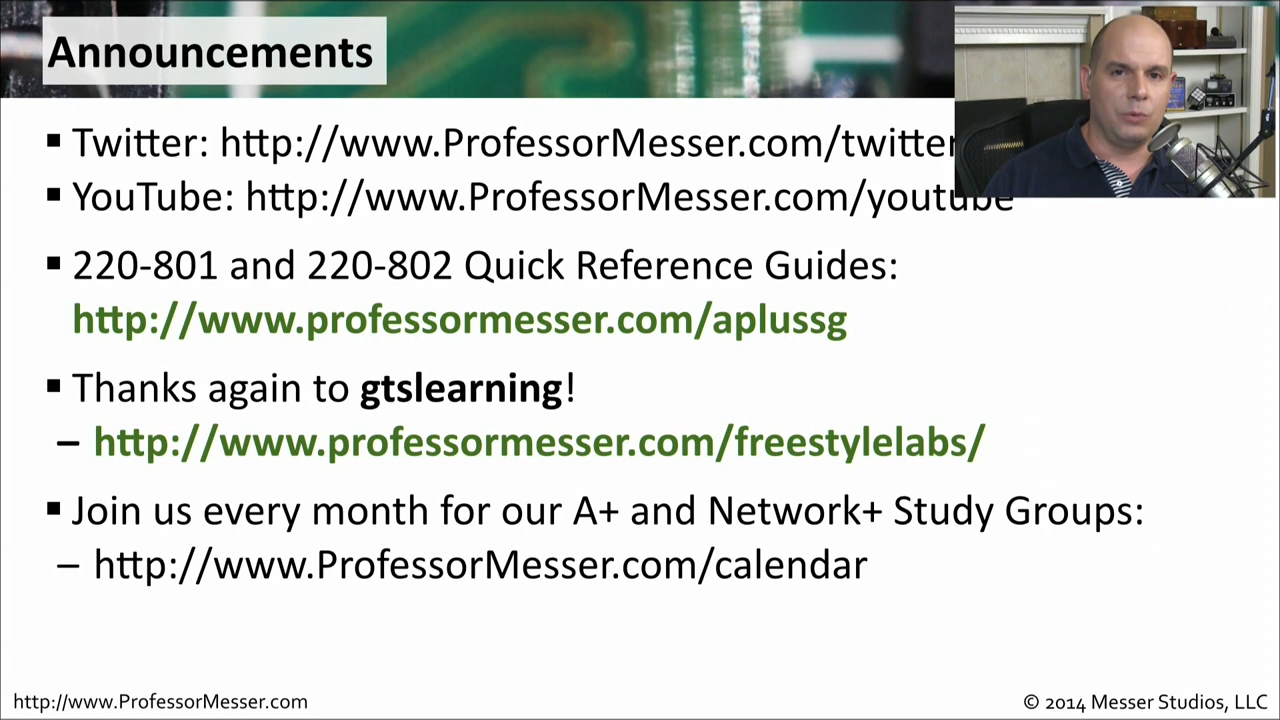 Announcements
▪ Twitter: http://www.ProfessorMesser.com/twitter
▪ YouTube: http://www.ProfessorMesser.com/youtube
▪ 220-801 and 220-802 Quick Reference Guides:
http://www.professormesser.com/aplussg
▪ Thanks again to gtslearning!
– http://www.professormesser.com/freestylelabs/
▪ Join us every month for our A+ and Network+ Study Groups:
– http://www.ProfessorMesser.com/calendar
http://www.ProfessorMesser.com
© 2014 Messer Studios, LLC